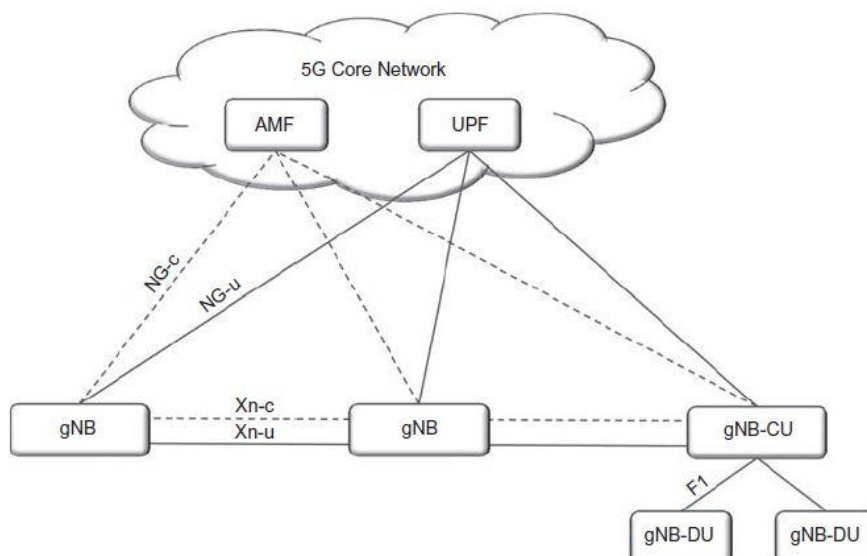 5G Core Network
AMF
UPF
NG-c
NG-u
Xn-c
Xn-u
gNB
gNB
gNB-CU
F1
gNB-DU
gNB-DU